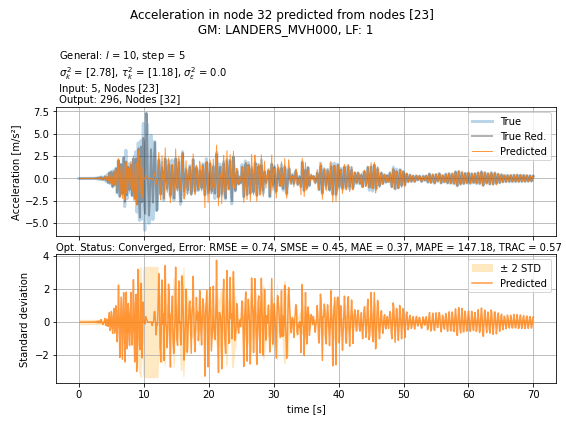 Acceleration in node 32 predicted from nodes [23]
GM: LANDERS_MVH000, LF: 1
General: l = 10, step = 5
σ²ₖ = [2.78], τ²ₖ = [1.18], σ²ε = 0.0
Input: 5, Nodes [23]
Output: 296, Nodes [32]
Acceleration [m/s²]
7.5
5.0
2.5
0.0
−2.5
−5.0
True
True Red.
Predicted
Opt. Status: Converged, Error: RMSE = 0.74, SMSE = 0.45, MAE = 0.37, MAPE = 147.18, TRAC = 0.57
Standard deviation
4
2
0
−2
± 2 STD
Predicted
0 10 20 30 40 50 60 70
time [s]